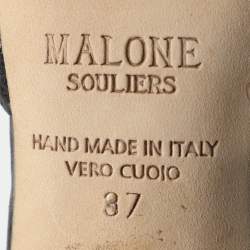 MALONE
SOULIERS
HAND MADE IN ITALY
VERO CUOIO
37